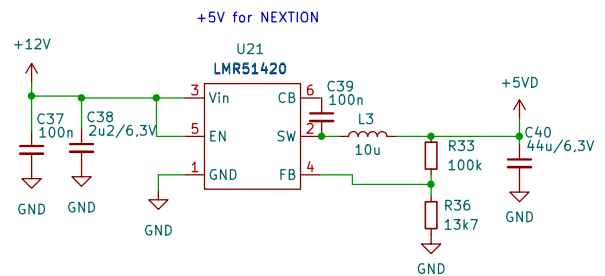 +5V for NEXTION
+12V
U21
LMR51420
+5VD
C37
100n
C38
2u2/6,3V
3
Vin
CB
6
C39
100n
5
EN
SW
2
L3
10u
R33
100k
C40
44u/6,3V
1
GND
FB
4
R36
13k7
GND
GND
GND
GND
GND